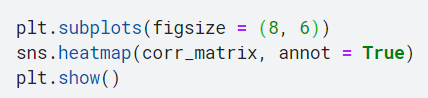 plt.subplots(figsize = (8, 6))
sns.heatmap(corr_matrix, annot = True)
plt.show()